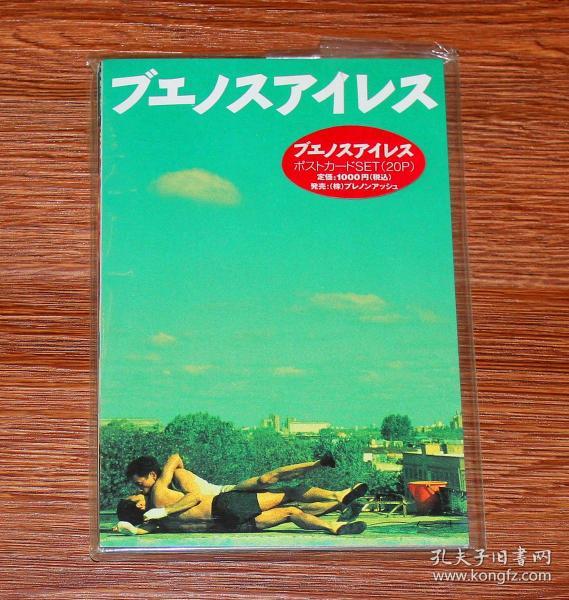 ブエノスアイレス
ブエノスアイレス
ポストカードSET(20P)
定価:1000円(税込)
発売:(株)プレノンアッシュ
孔夫子旧书网
www.kongfz.com